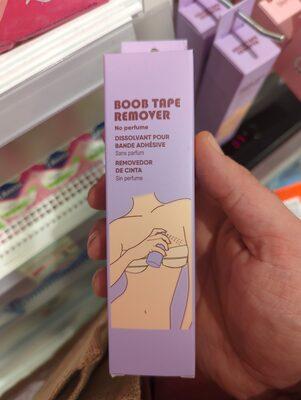 BOOB TAPE
REMOVER
No perfume
DISSOLVANT POUR
BANDE ADHÉSIVE
Sans parfum
REMOVEDOR
DE CINTA
Sin perfume